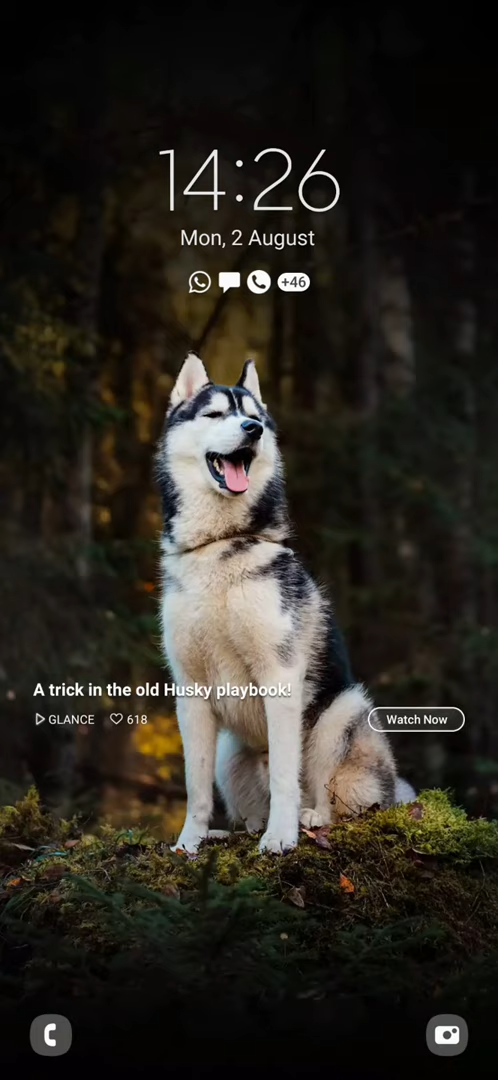 14:26
Mon, 2 August
+46
A trick in the old Husky playbook!
GLANCE 618
Watch Now